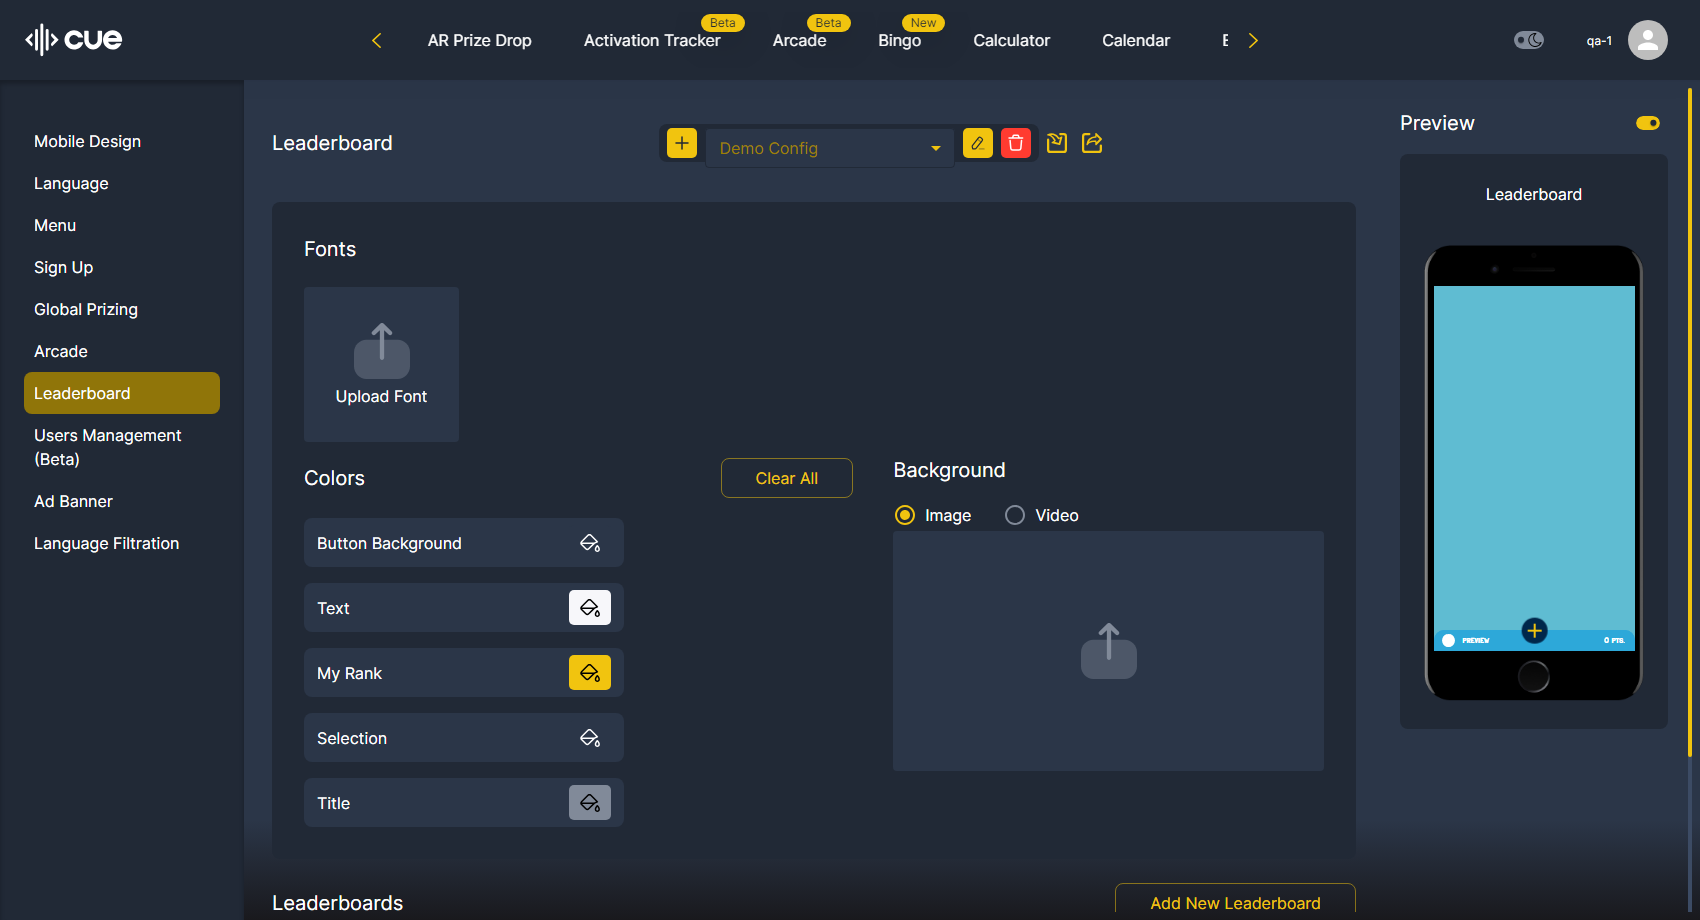 cue
AR Prize Drop
Activation Tracker
Beta
Arcade
Beta
Bingo
New
Calculator
Calendar
qa-1
Mobile Design
Language
Menu
Sign Up
Global Prizing
Arcade
Leaderboard
Users Management
(Beta)
Ad Banner
Language Filtration
Leaderboard
Demo Config
Fonts
Upload Font
Colors
Clear All
Button Background
Text
My Rank
Selection
Title
Background
Image
Video
Leaderboards
Add New Leaderboard
Preview
Leaderboard
PREVIEW
0 PTS.